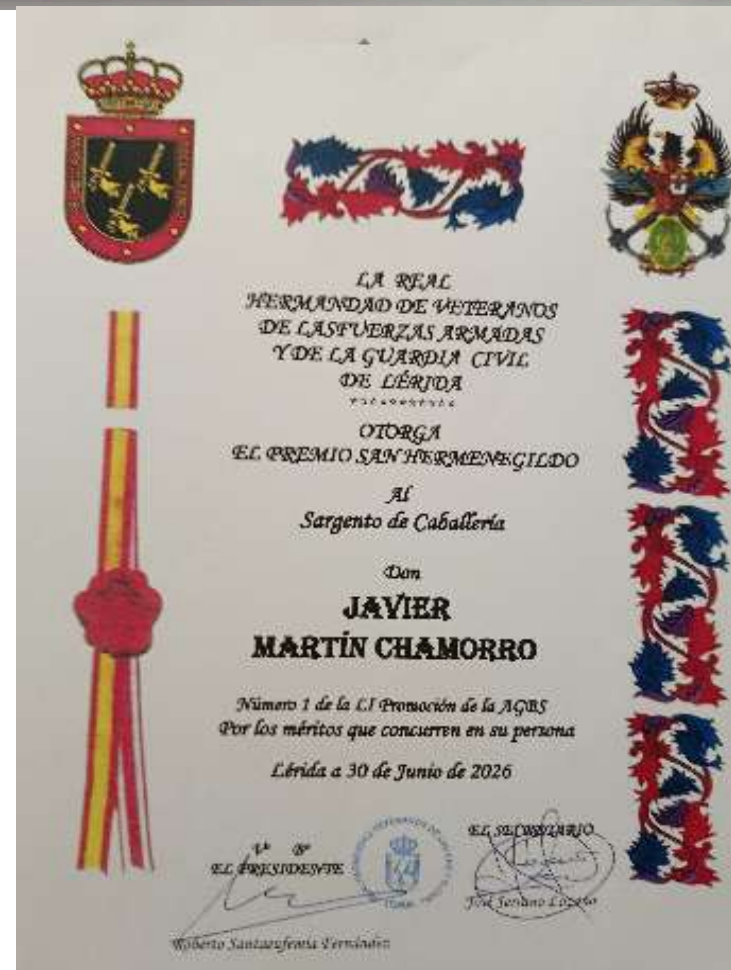 LA REAL
HERMANDAD DE VETERANOS
DE LASFUERZAS ARMADAS
Y DE LA GUARDIA CIVIL
DE LÉRIDA
OTORGA
EL PREMIO SAN HERMENEGILDO
Al
Sargento de Caballería
Don
JAVIER
MARTÍN CHAMORRO
Número 1 de la LI Promoción de la AGBS
Por los méritos que concurren en su persona
Lérida a 30 de Junio de 2026
Vº Bº
EL PRESIDENTE
EL SECRETARIO
José Soriano Lozano
Roberto Santaeufemia Fernández